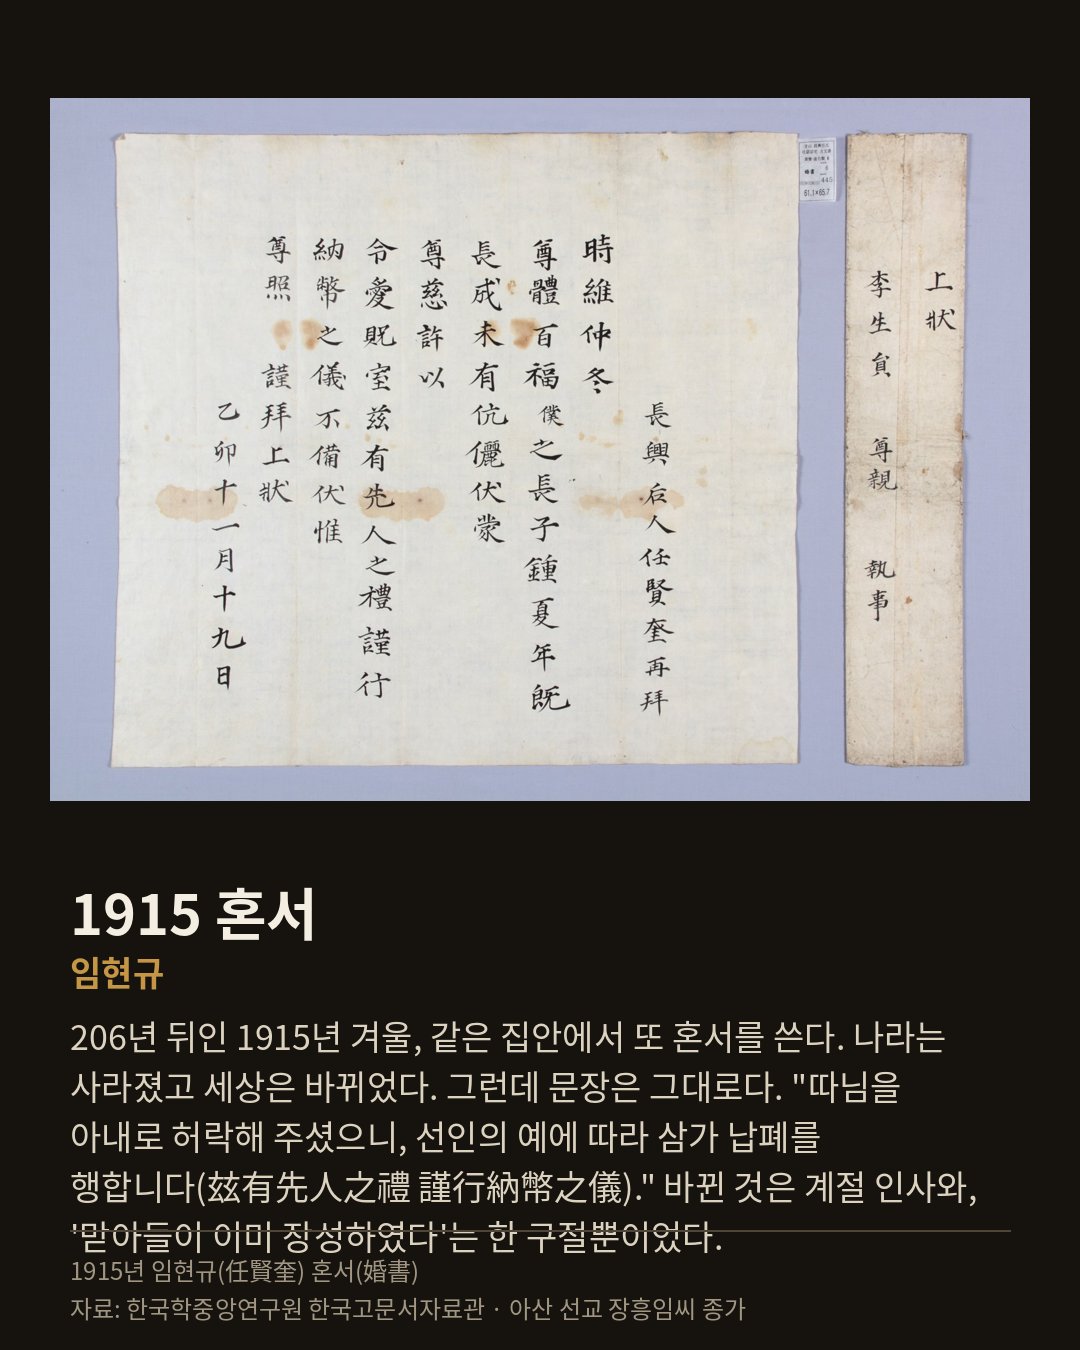 上狀
李生員 尊親 執事
長興后人任賢奎再拜
時維仲冬
尊體百福僕之長子鍾夏年旣
長成未有伉儷伏蒙
尊慈許以
令愛貺室玆有先人之禮謹行
納幣之儀不備伏惟
尊照 謹拜上狀
乙卯十一月十九日
1915 혼서
임현규
206년 뒤인 1915년 겨울, 같은 집안에서 또 혼서를 쓴다. 나라는
사라졌고 세상은 바뀌었다. 그런데 문장은 그대로다. "따님을
아내로 허락해 주셨으니, 선인의 예에 따라 삼가 납폐를
행합니다(玆有先人之禮 謹行納幣之儀)." 바뀐 것은 계절 인사와,
'맏아들이 이미 장성하였다'는 한 구절뿐이었다.
1915년 임현규(任賢奎) 혼서(婚書)
자료: 한국학중앙연구원 한국고문서자료관 · 아산 선교 장흥임씨 종가